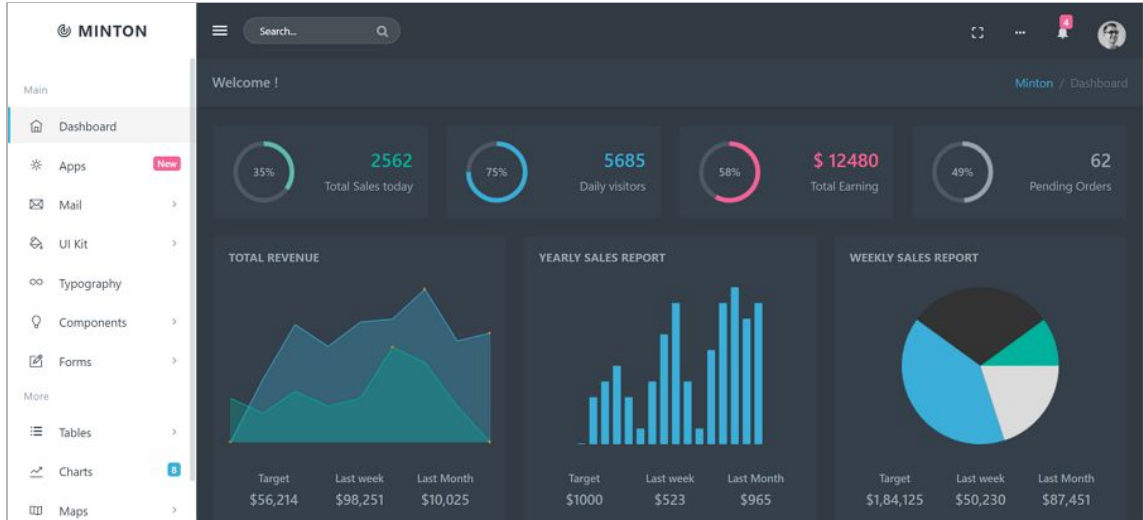 MINTON
Search...
4
Main
Dashboard
Apps
New
Mail
UI Kit
Typography
Components
Forms
More
Tables
Charts
8
Maps
Welcome !
Minton / Dashboard
35%
2562
Total Sales today
75%
5685
Daily visitors
58%
$ 12480
Total Earning
49%
62
Pending Orders
TOTAL REVENUE
Target Last week Last Month
$56,214 $98,251 $10,025
YEARLY SALES REPORT
Target Last week Last Month
$1000 $523 $965
WEEKLY SALES REPORT
Target Last week Last Month
$1,84,125 $50,230 $87,451